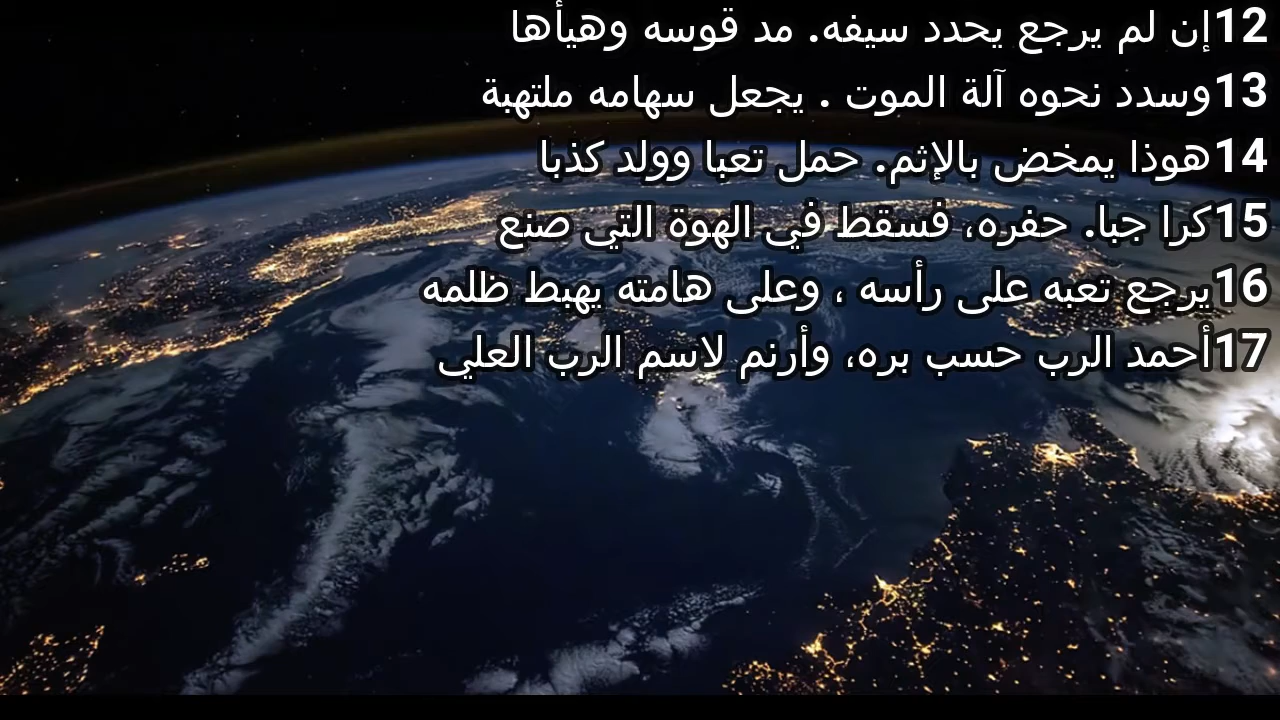 12إن لم يرجع يحدد سيفه. مد قوسه وهيأها
13وسدد نحوه آلة الموت . يجعل سهامه ملتهبة
14هوذا يمخض بالإثم. حمل تعبا وولد كذبا
15كرا جبا. حفره، فسقط في الهوة التي صنع
16يرجع تعبه على رأسه ، وعلى هامته يهبط ظلمه
17أحمد الرب حسب بره، وأرنم لاسم الرب العلي